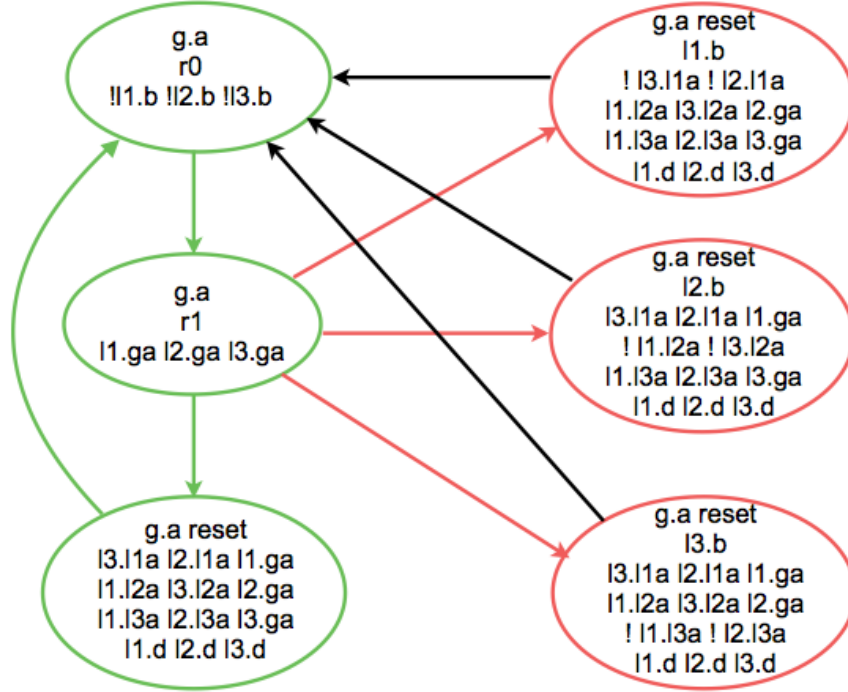 g.a
r0
!l1.b !l2.b !l3.b
g.a reset
l1.b
! l3.l1a ! l2.l1a
l1.l2a l3.l2a l2.ga
l1.l3a l2.l3a l3.ga
l1.d l2.d l3.d
g.a
r1
l1.ga l2.ga l3.ga
g.a reset
l2.b
l3.l1a l2.l1a l1.ga
! l1.l2a ! l3.l2a
l1.l3a l2.l3a l3.ga
l1.d l2.d l3.d
g.a reset
l3.l1a l2.l1a l1.ga
l1.l2a l3.l2a l2.ga
l1.l3a l2.l3a l3.ga
l1.d l2.d l3.d
g.a reset
l3.b
l3.l1a l2.l1a l1.ga
l1.l2a l3.l2a l2.ga
! l1.l3a ! l2.l3a
l1.d l2.d l3.d